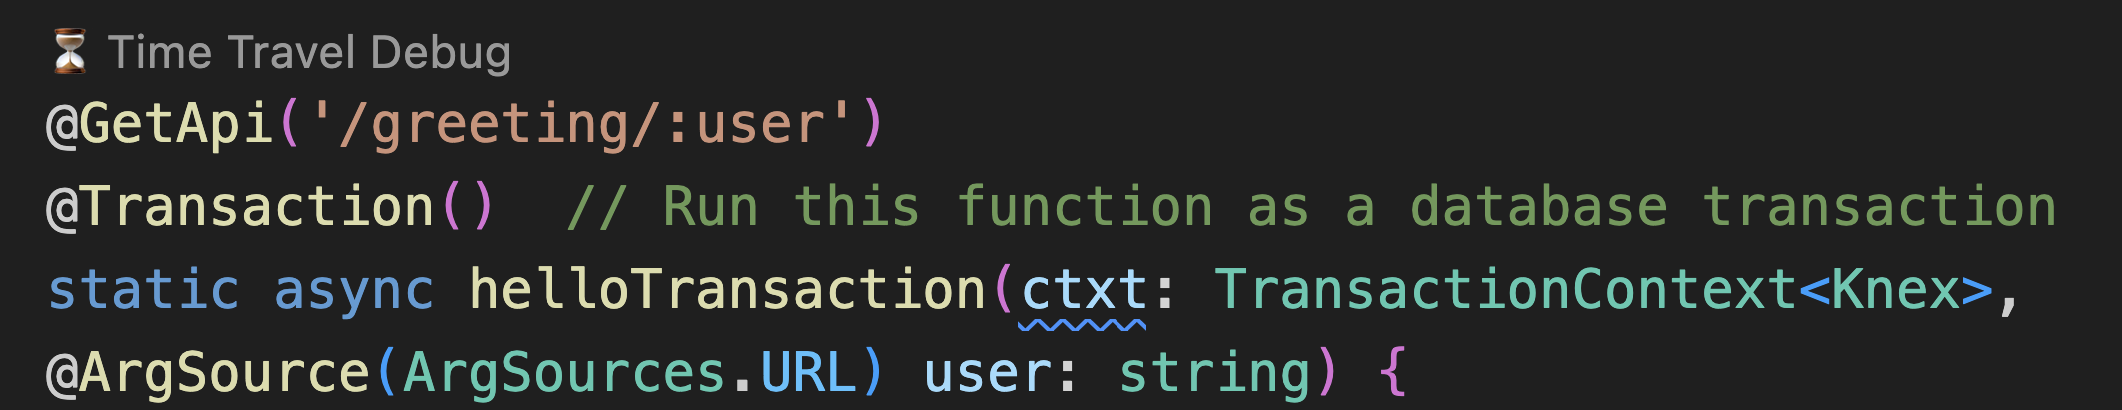 ⏳ Time Travel Debug
@GetApi('/greeting/:user')
@Transaction()  // Run this function as a database transaction
static async helloTransaction(ctxt: TransactionContext<Knex>,
@ArgSource(ArgSources.URL) user: string) {